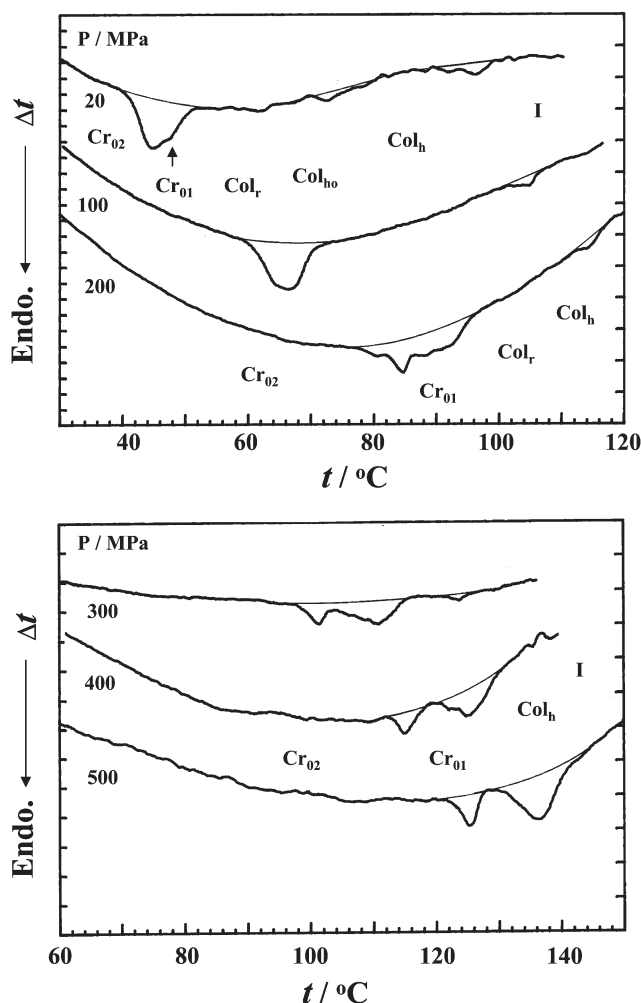 P / MPa
20
Δt
Cr02
Cr01
Colr
Colho
Colh
I
100
200
Endo.
Cr02
Cr01
Colr
Colh
40 60 80 100 120
t / oC
P / MPa
300
Δt
400
I
Colh
Cr02
Cr01
500
Endo.
60 80 100 120 140
t / oC